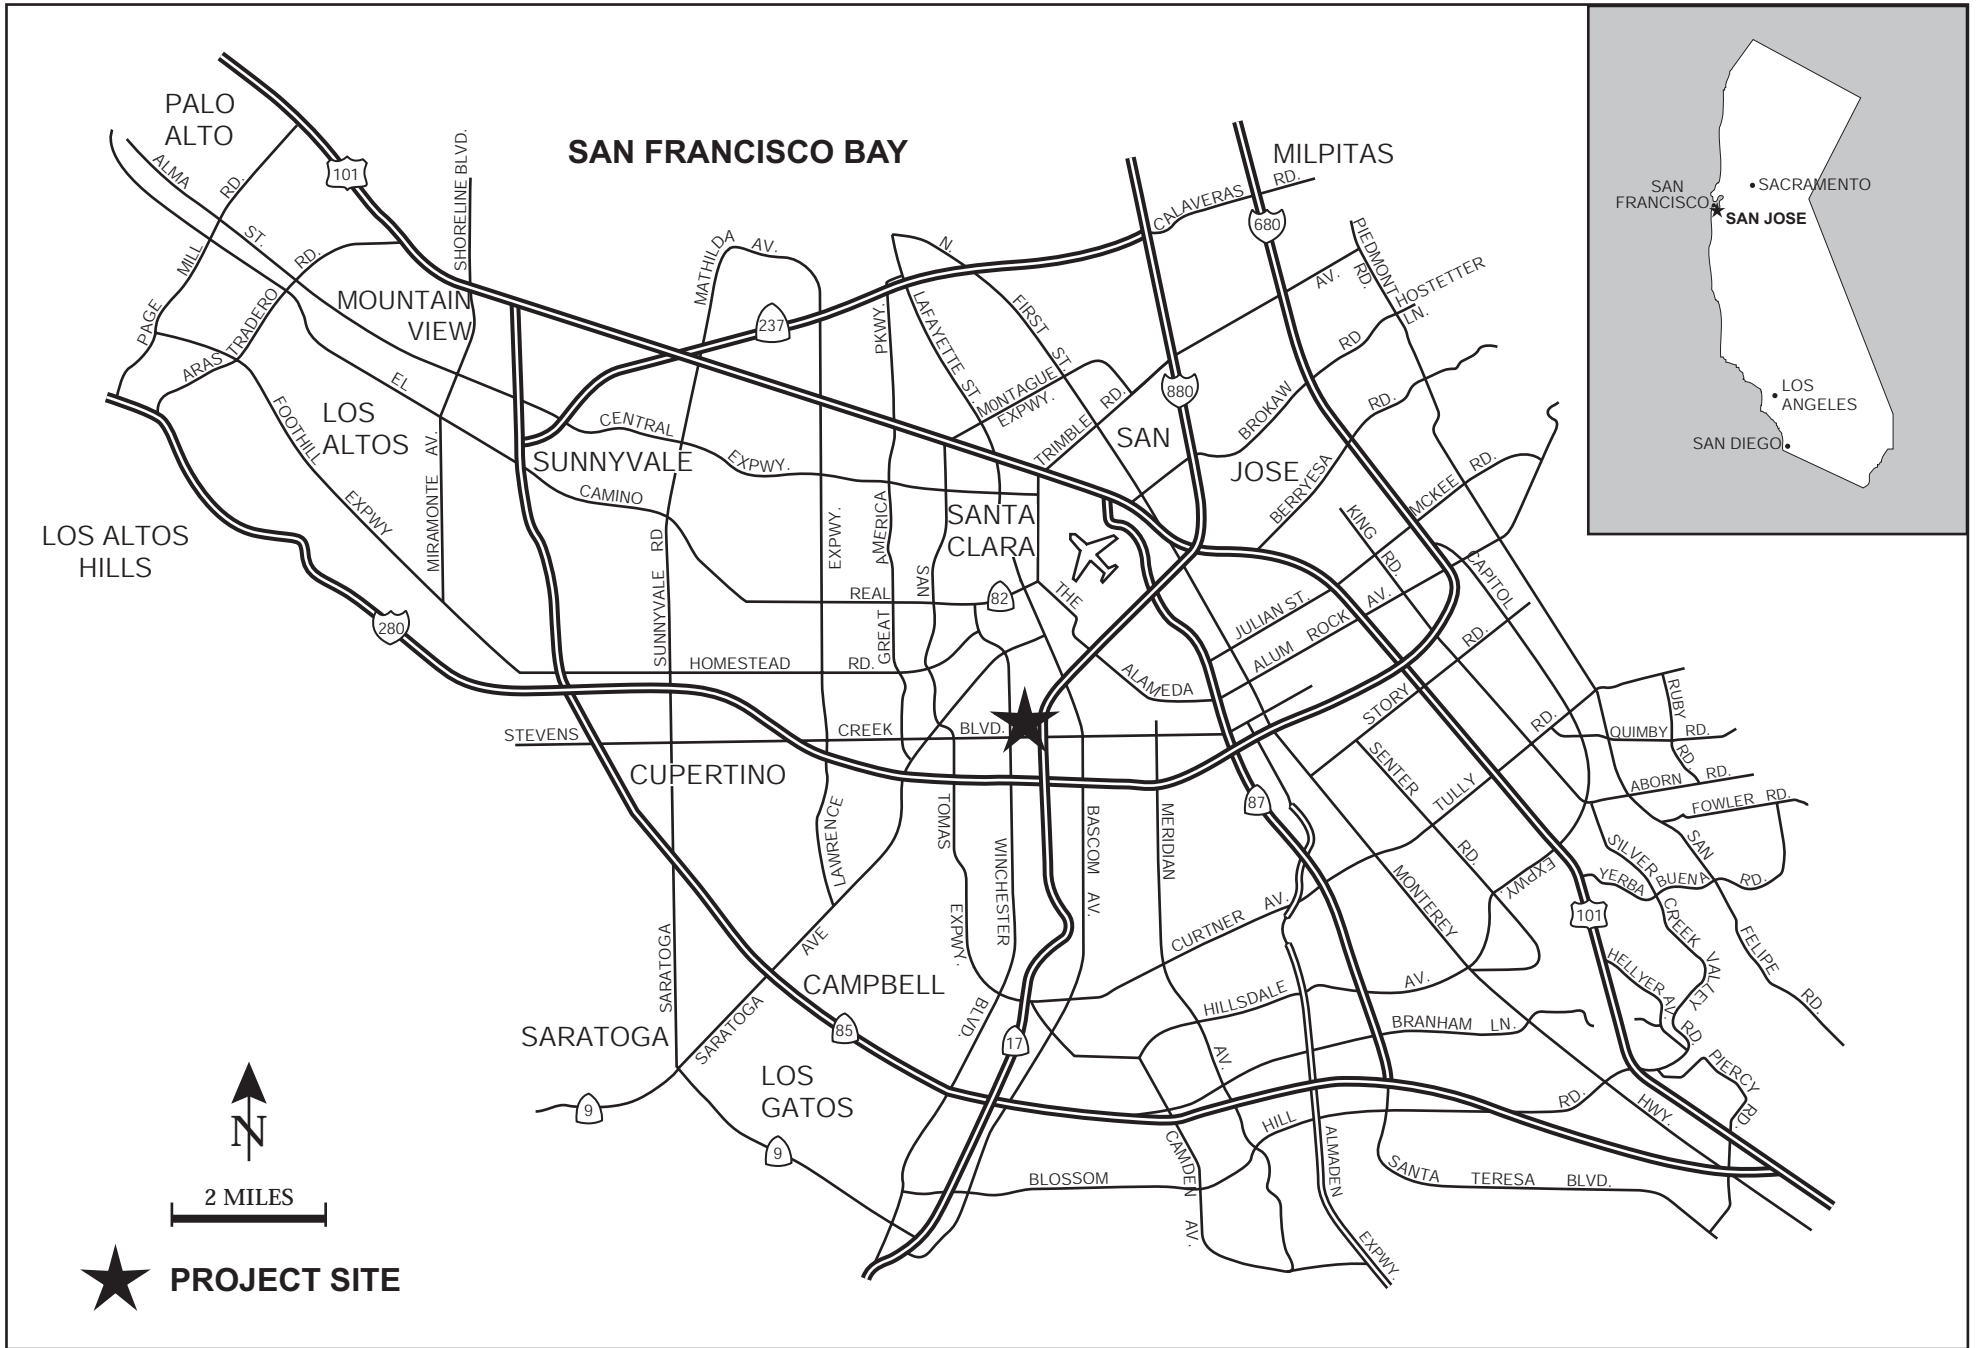 PALO
ALTO
SAN FRANCISCO BAY
MILPITAS
101
ALMA
ST.
PAGE
MILL
RD.
SHORELINE BLVD.
MATHILDA
AV.
N.
FIRST
ST.
CALAVERAS
RD.
680
PIEDMONT
RD.
HOSTETTER
LN.
AV.
ARASTRADERO
RD.
MOUNTAIN
VIEW
237
PKWY.
LAFAYETTE ST.
MONTAGUE
EXPWY.
TRIMBLE
RD.
880
BROKAW
RD
RD.
EL
FOOTHILL
EXPWY
LOS
ALTOS
MIRAMONTE
AV.
CENTRAL
EXPWY.
SUNNYVALE
CAMINO
SAN
JOSE
BERRYESA
MCKEE
RD.
KING
RD.
CAPITOL
LOS ALTOS
HILLS
SUNNYVALE
RD
EXPWY.
AMERICA
GREAT
SANTA
CLARA
SAN
REAL
82
THE
ALAMEDA
JULIAN ST.
ALUM
ROCK
AV.
RD.
STORY
280
HOMESTEAD
RD.
STEVENS
CREEK
BLVD.
CUPERTINO
LAWRENCE
TOMAS
EXPWY.
WINCHESTER
BLVD.
BASCOM
AV.
MERIDIAN
AV.
87
SENTER
RD.
TULLY
RD.
RUBY
RD.
QUIMBY
RD.
ABORN
RD.
FOWLER
RD.
SILVER
CREEK
VALLEY
RD.
YERBA
BUENA
RD.
SAN
FELIPE
RD.
EXPWY.
MONTEREY
HWY.
101
CURTNER
AV.
HELLYER
AV.
HILLSDALE
AV.
BRANHAM
LN.
PIERCY
RD.
SARATOGA
AVE
CAMPBELL
SARATOGA
SARATOGA
85
17
LOS
GATOS
9
9
BLOSSOM
HILL
RD.
CAMDEN
AV.
ALMADEN
EXPWY.
SANTA
TERESA
BLVD.
N
2 MILES
PROJECT SITE
SAN
FRANCISCO
SACRAMENTO
SAN JOSE
LOS
ANGELES
SAN DIEGO